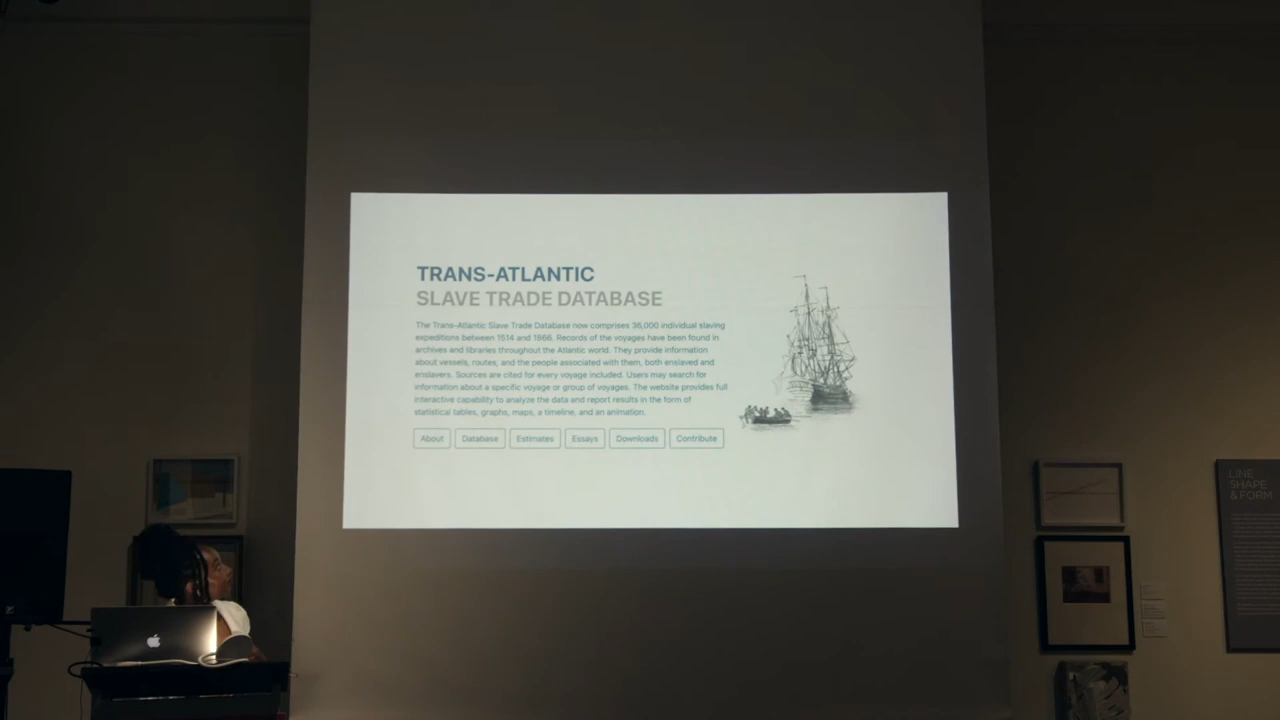 TRANS-ATLANTIC
SLAVE TRADE DATABASE
The Trans-Atlantic Slave Trade Database now comprises 36,000 individual slaving
expeditions between 1514 and 1866. Records of the voyages have been found in
archives and libraries throughout the Atlantic world. They provide information
about vessels, routes, and the people associated with them, both enslaved and
enslavers. Sources are cited for every voyage included. Users may search for
information about a specific voyage or group of voyages. The website provides full
interactive capability to analyze the data and report results in the form of
statistical tables, graphs, maps, a timeline, and an animation.
About Database Estimates Essays Downloads Contribute
LINE
SHAPE
& FORM